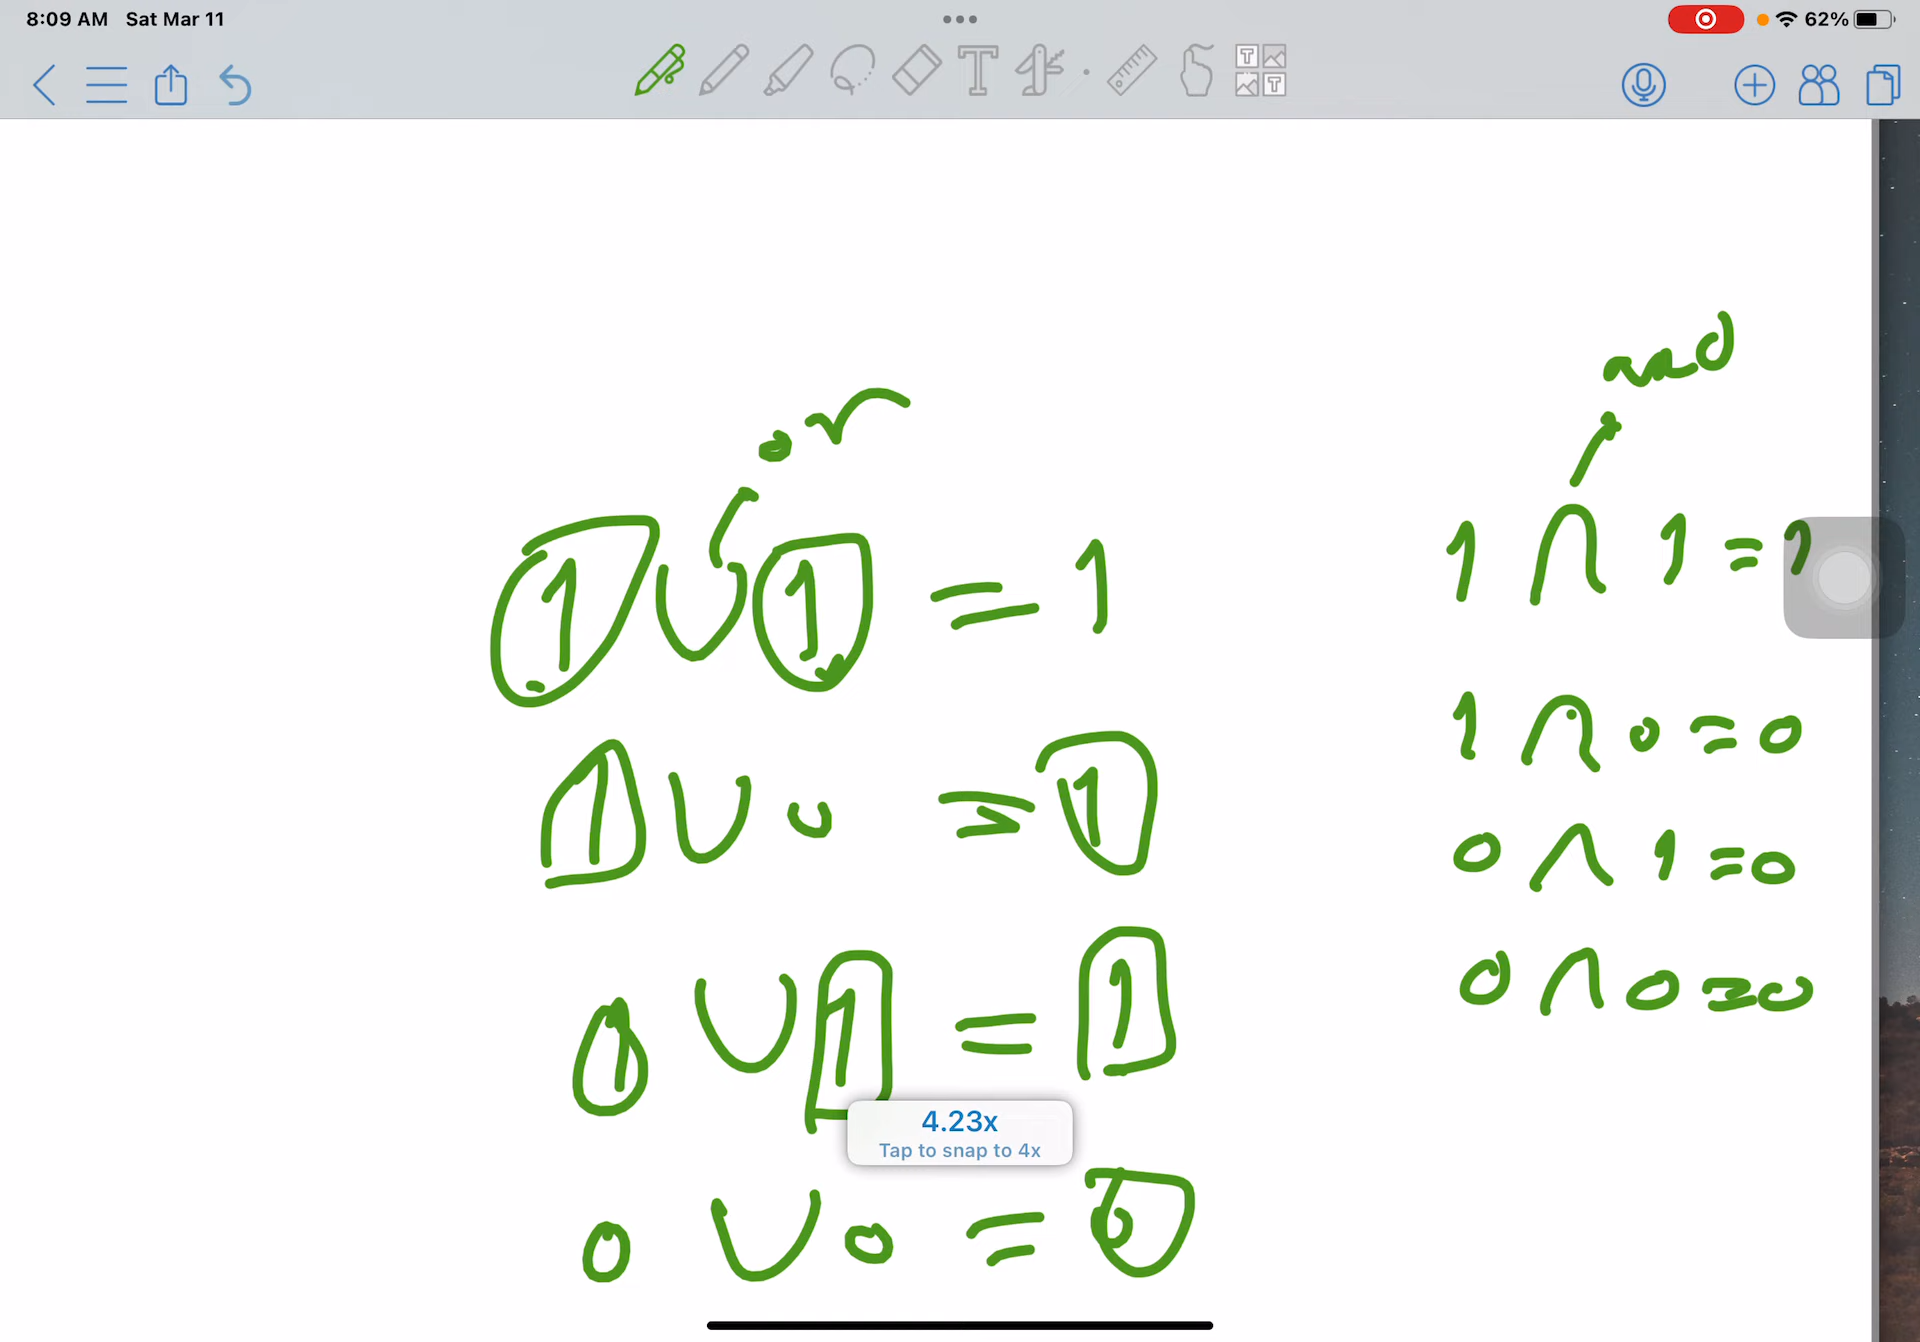 8:09 AM Sat Mar 11
62%
or
1 ∪ 1 = 1
1 ∪ 0 = 1
0 ∪ 1 = 1
4.23x
Tap to snap to 4x
0 ∪ 0 = 0
and
1 ∩ 1 = 1
1 ∩ 0 = 0
0 ∩ 1 = 0
0 ∩ 0 = 0